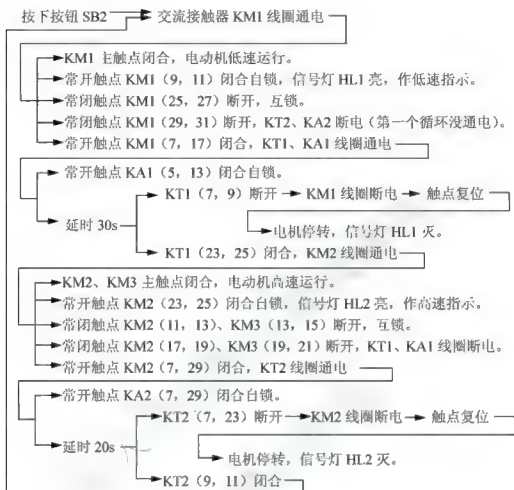 按下按钮 SB2 交流接触器 KM1 线圈通电
KM1 主触点闭合，电动机低速运行。
常开触点 KM1（9，11）闭合自锁，信号灯 HL1 亮，作低速指示。
常闭触点 KM1（25，27）断开，互锁。
常闭触点 KM1（29，31）断开，KT2、KA2 断电（第一个循环没通电）。
常开触点 KM1（7，17）闭合，KT1、KA1 线圈通电
常开触点 KA1（5，13）闭合自锁。
KT1（7，9）断开 KM1 线圈断电 触点复位
延时 30s
电机停转，信号灯 HL1 灭。
KT1（23，25）闭合，KM2 线圈通电
KM2、KM3 主触点闭合，电动机高速运行。
常开触点 KM2（23，25）闭合自锁，信号灯 HL2 亮，作高速指示。
常闭触点 KM2（11，13）、KM3（13，15）断开，互锁。
常闭触点 KM2（17，19）、KM3（19，21）断开，KT1、KA1 线圈断电。
常开触点 KM2（7，29）闭合，KT2 线圈通电
常开触点 KA2（7，29）闭合自锁。
KT2（7，23）断开 KM2 线圈断电 触点复位
延时 20s
电机停转，信号灯 HL2 灭。
KT2（9，11）闭合